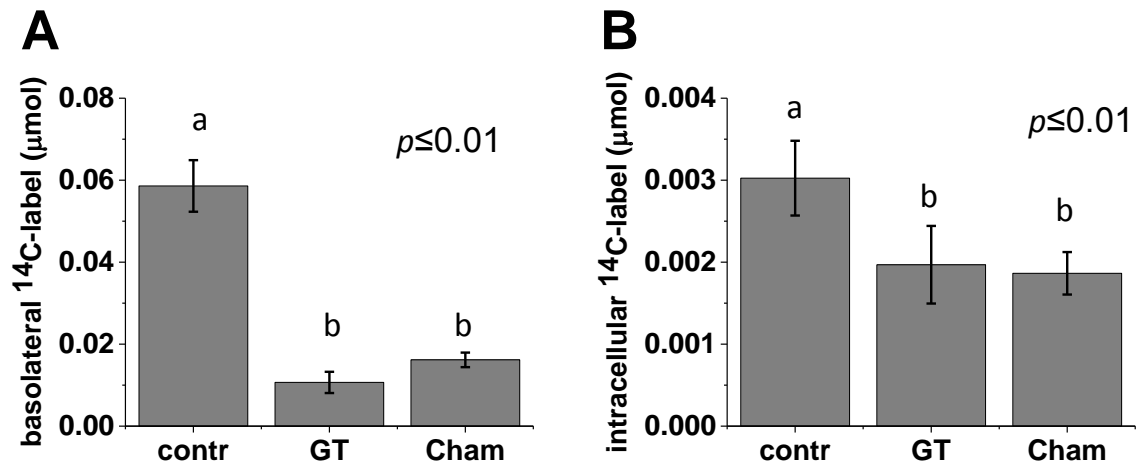 A
basolateral ¹⁴C-label (μmol)
0.08
0.06
0.04
0.02
0.00
a
b
b
p≤0.01
contr GT Cham
B
intracellular ¹⁴C-label (μmol)
0.004
0.003
0.002
0.001
0.000
a
b
b
p≤0.01
contr GT Cham